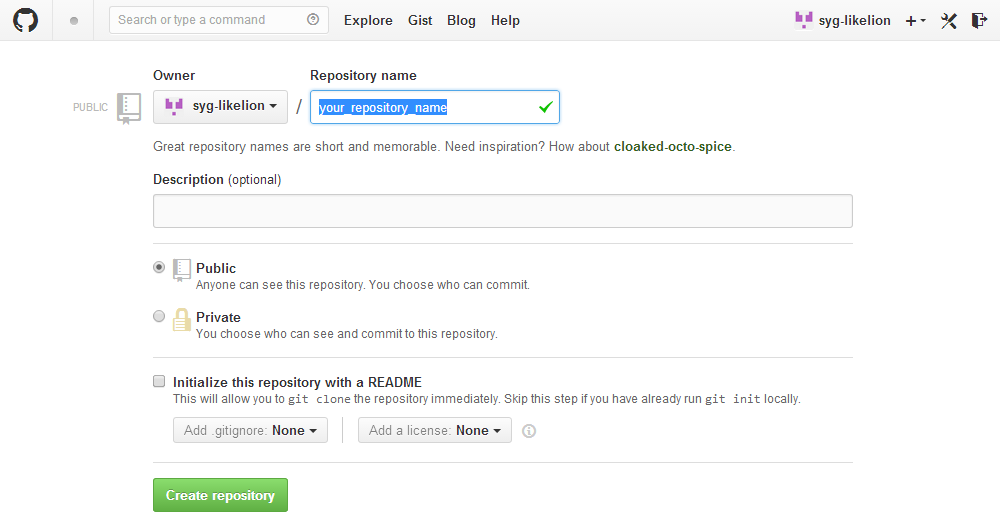 Search or type a command
Explore Gist Blog Help
syg-likelion
Owner
Repository name
PUBLIC
syg-likelion / your_repository_name
Great repository names are short and memorable. Need inspiration? How about cloaked-octo-spice.
Description (optional)
Public
Anyone can see this repository. You choose who can commit.
Private
You choose who can see and commit to this repository.
Initialize this repository with a README
This will allow you to git clone the repository immediately. Skip this step if you have already run git init locally.
Add .gitignore: None
Add a license: None
Create repository